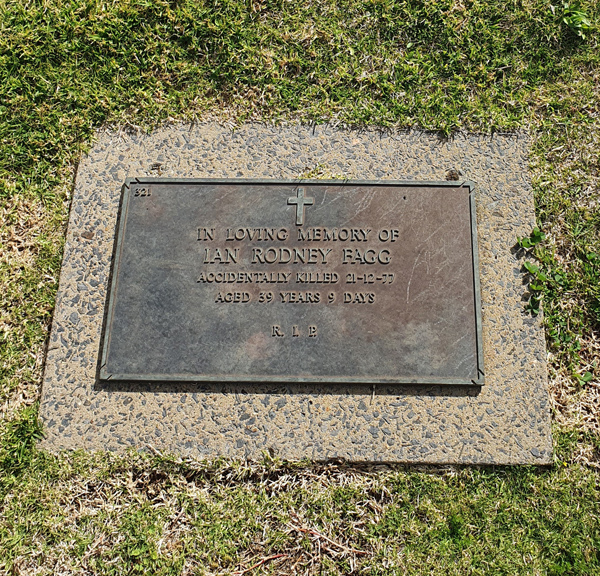 321
IN LOVING MEMORY OF
IAN RODNEY FAGG
ACCIDENTALLY KILLED 21-12-77
AGED 39 YEARS 9 DAYS
R. I. P.